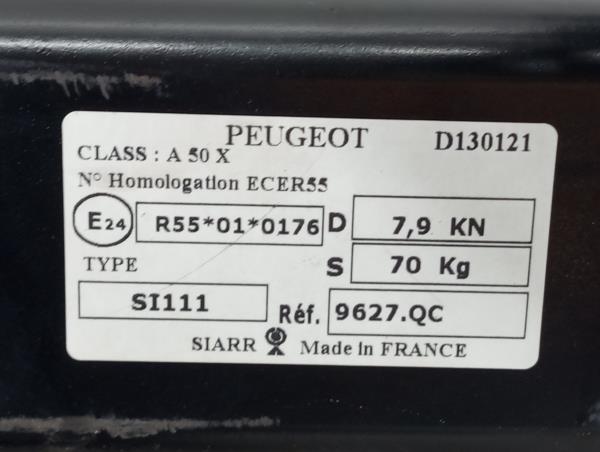 PEUGEOT D130121
CLASS : A 50 X
N° Homologation ECER55
E24 R55*01*0176 D 7,9 KN
TYPE S 70 Kg
SI111 Réf. 9627.QC
SIARR Made in FRANCE